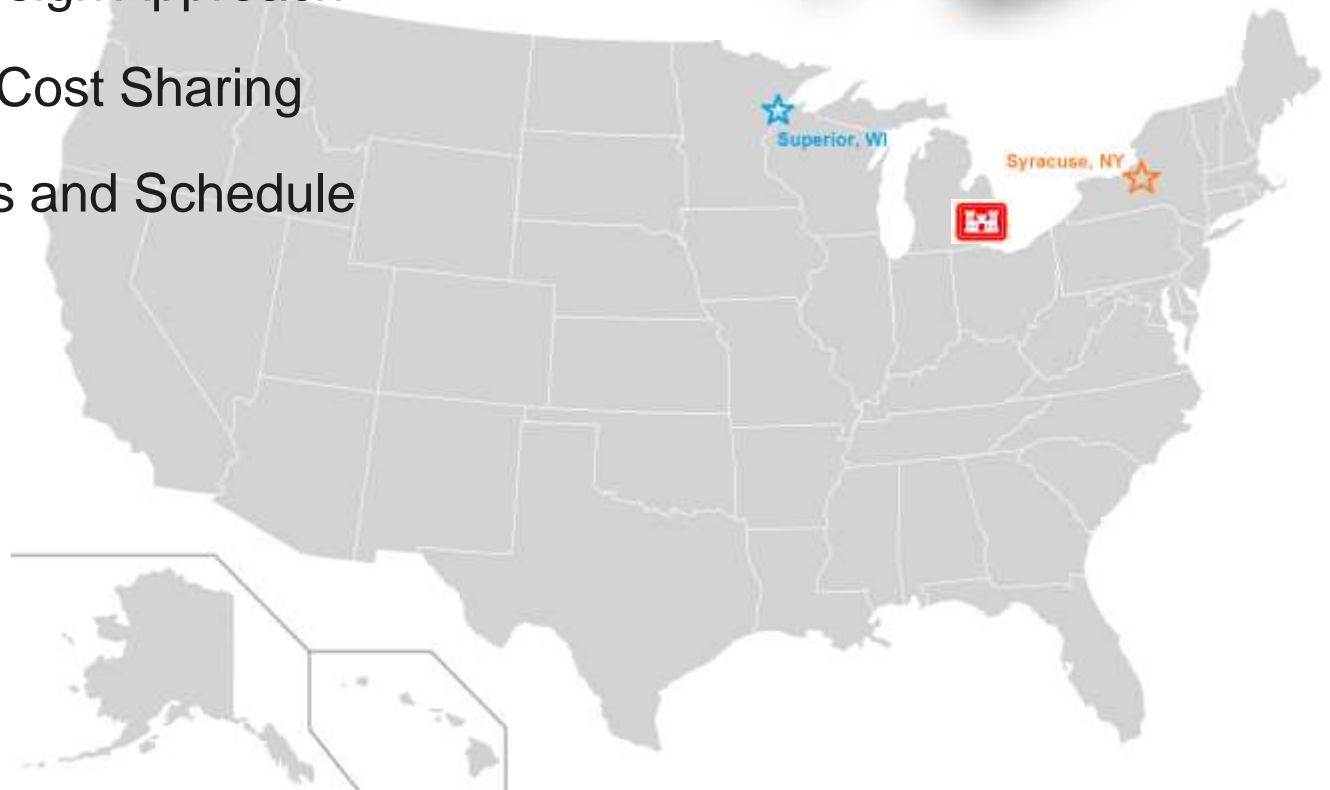 Cost Sharing
and Schedule
Superior, WI
Syracuse, NY